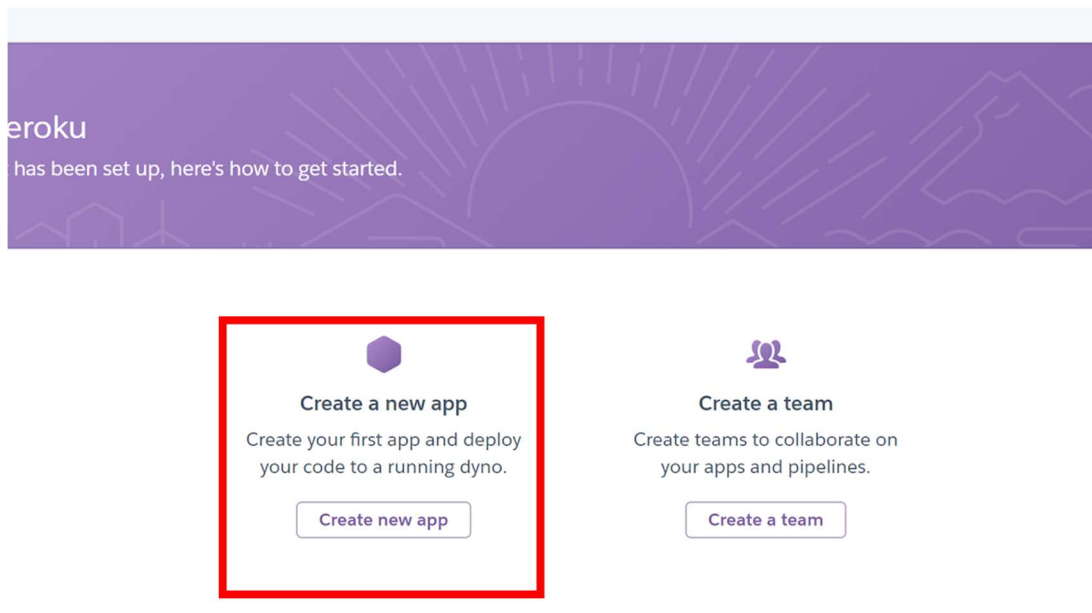 eroku
has been set up, here's how to get started.
Create a new app
Create your first app and deploy
your code to a running dyno.
Create new app
Create a team
Create teams to collaborate on
your apps and pipelines.
Create a team